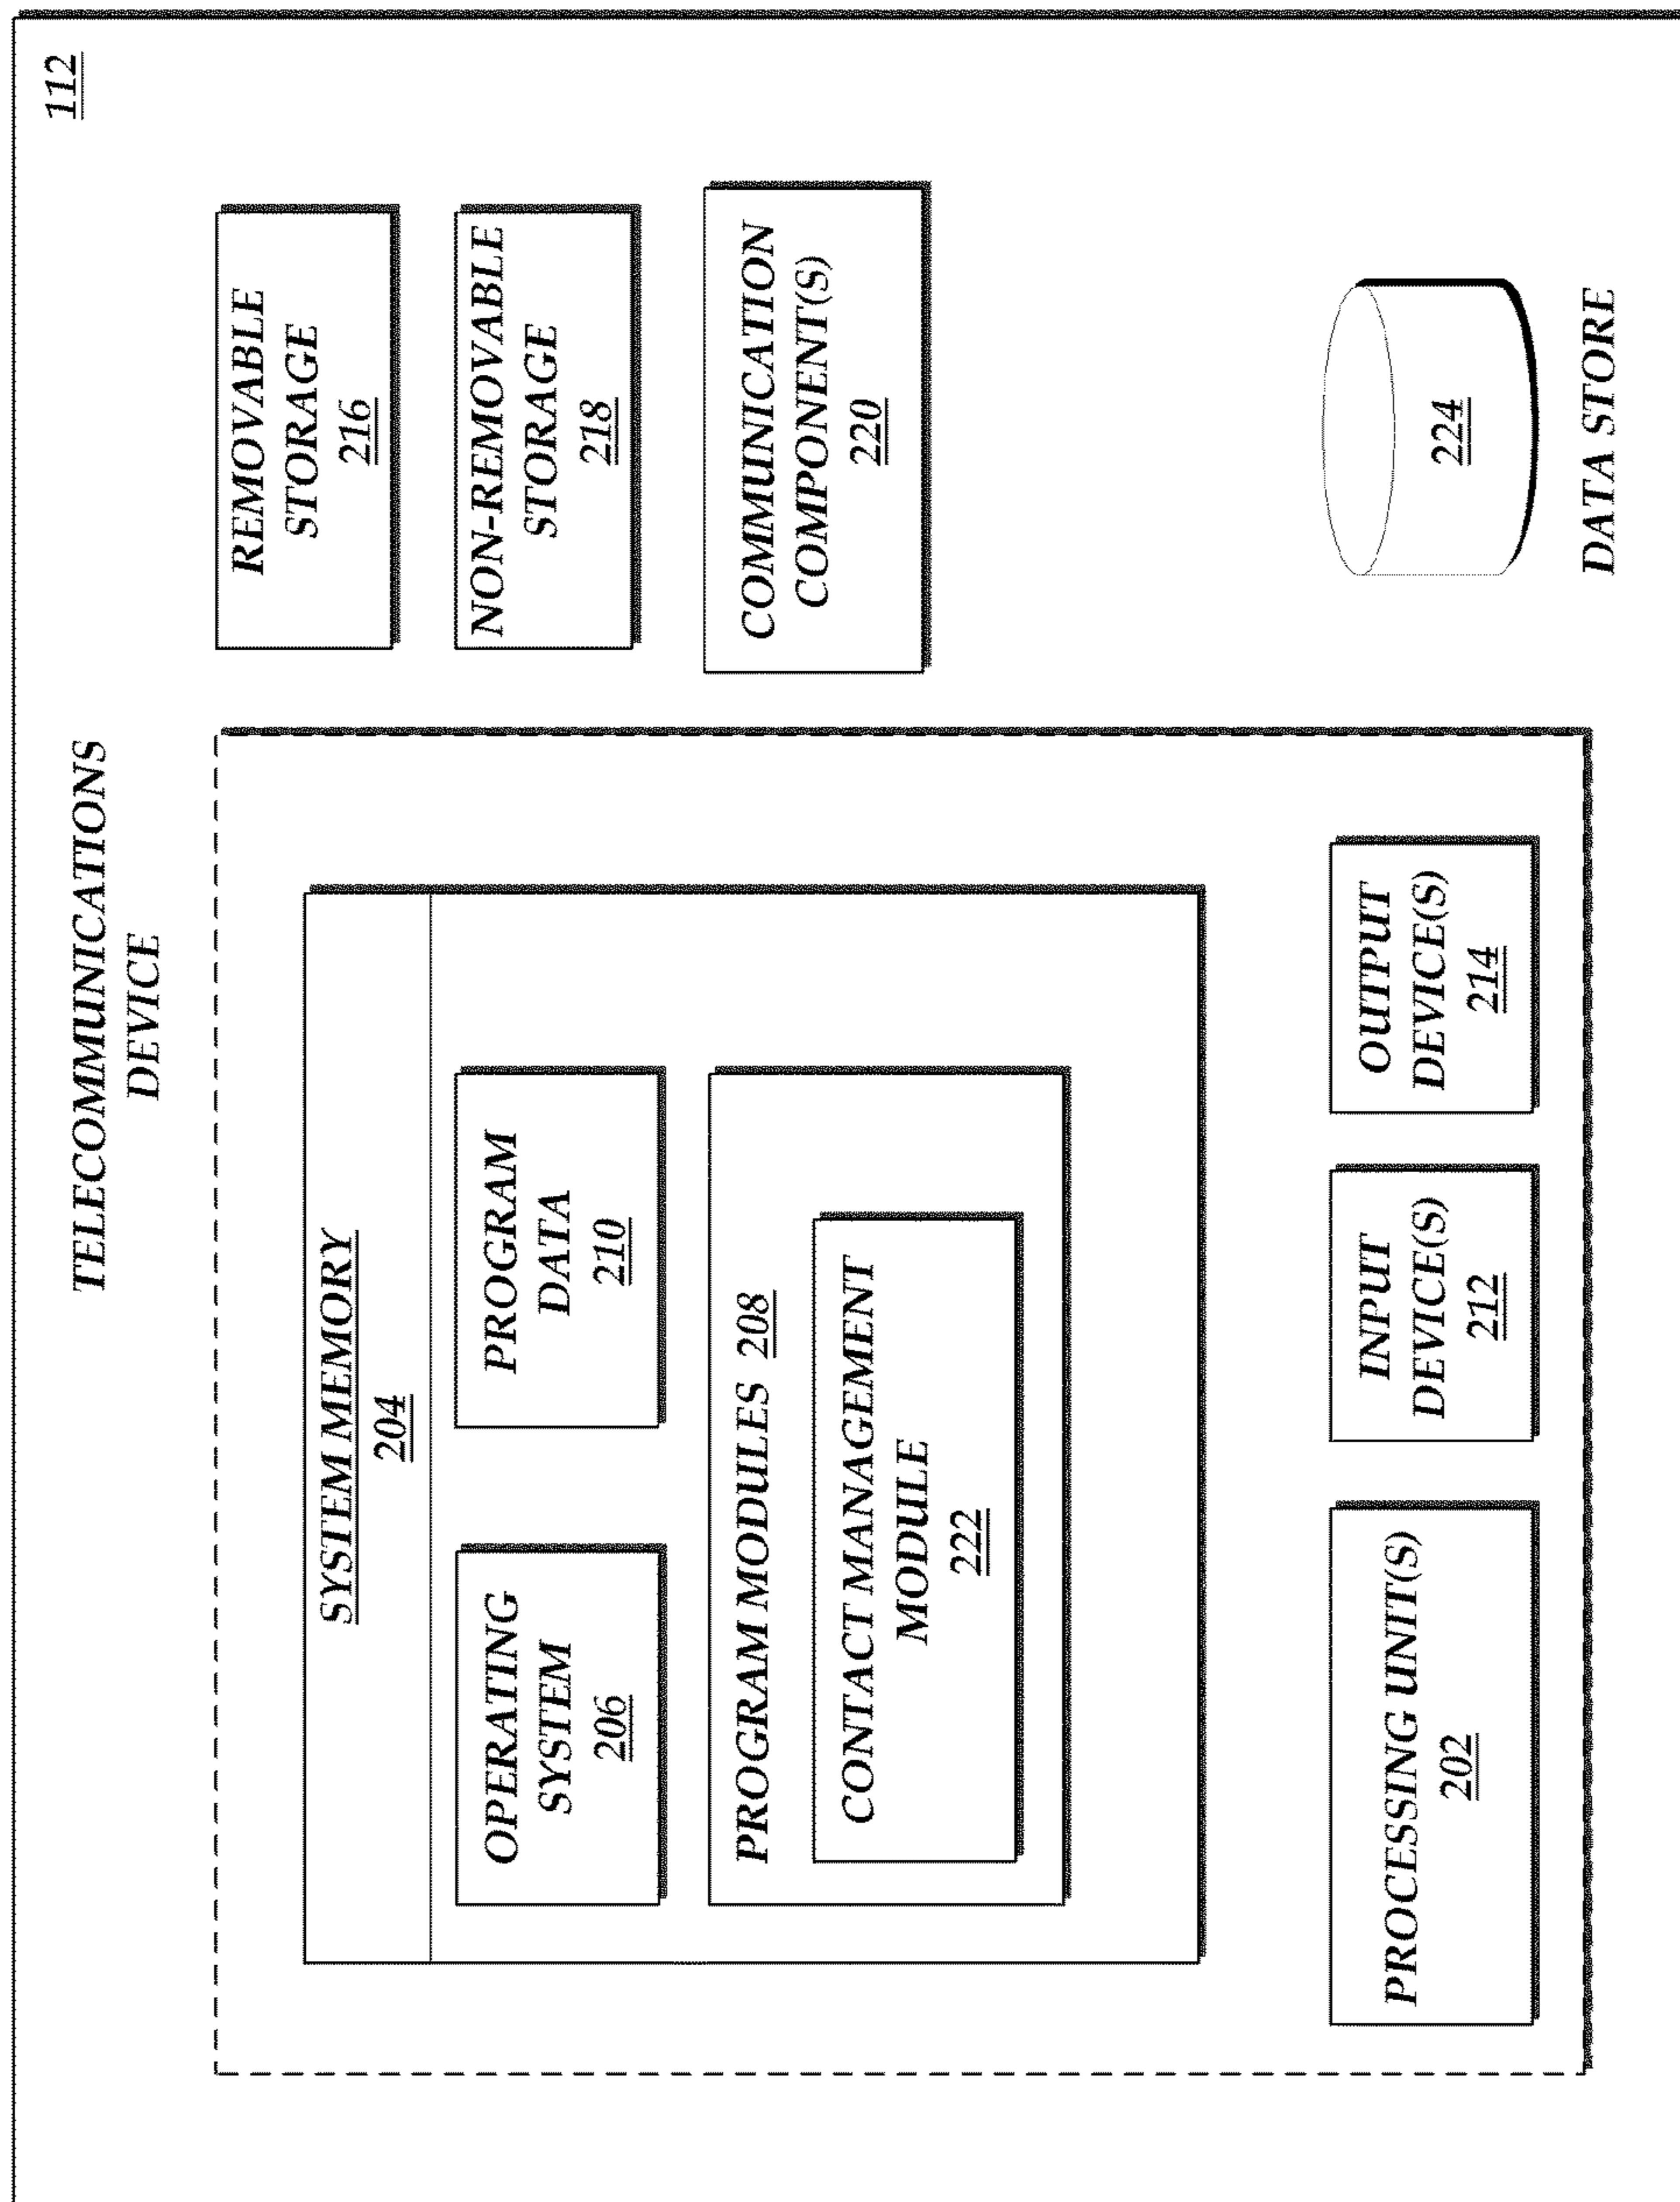 TELECOMMUNICATIONS
DEVICE
112
SYSTEM MEMORY
204
OPERATING
SYSTEM
206
PROGRAM
DATA
210
PROGRAM MODULES 208
CONTACT MANAGEMENT
MODULE
222
PROCESSING UNIT(S)
202
INPUT
DEVICE(S)
212
OUTPUT
DEVICE(S)
214
REMOVABLE
STORAGE
216
NON-REMOVABLE
STORAGE
218
COMMUNICATION
COMPONENT(S)
220
224
DATA STORE